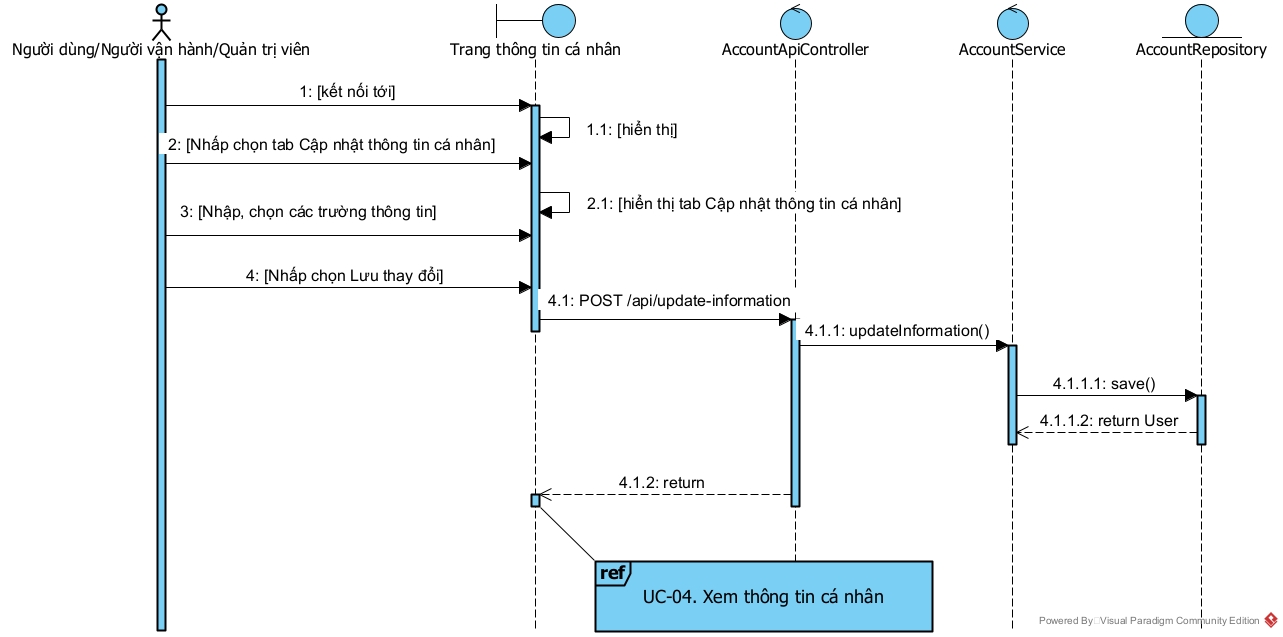 Người dùng/Người vận hành/Quản trị viên
Trang thông tin cá nhân
AccountApiController
AccountService
AccountRepository
1: [kết nối tới]
1.1: [hiển thị]
2: [Nhấp chọn tab Cập nhật thông tin cá nhân]
2.1: [hiển thị tab Cập nhật thông tin cá nhân]
3: [Nhập, chọn các trường thông tin]
4: [Nhấp chọn Lưu thay đổi]
4.1: POST /api/update-information
4.1.1: updateInformation()
4.1.1.1: save()
4.1.1.2: return User
4.1.2: return
ref
UC-04. Xem thông tin cá nhân
Powered By Visual Paradigm Community Edition